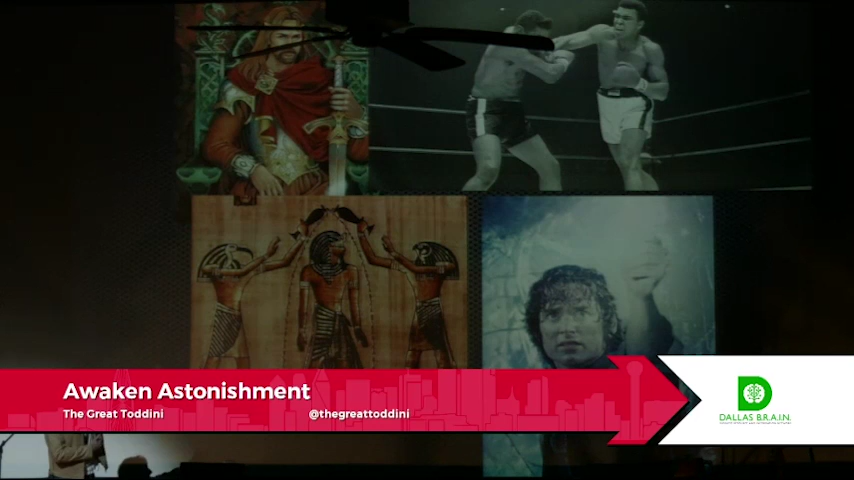 Awaken Astonishment
The Great Toddini @thegreattoddini
DALLAS B.R.A.I.N.